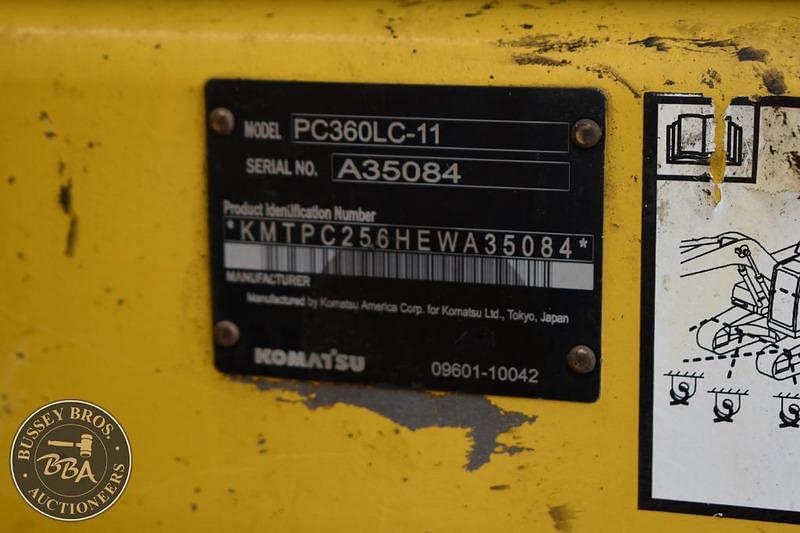 MODEL PC360LC-11
SERIAL NO. A35084
Product Identification Number
*KMTPC256HEWA35084*
MANUFACTURER
Manufactured by Komatsu America Corp. for Komatsu Ltd., Tokyo, Japan
KOMATSU
09601-10042
BUSSEY BROS.
BBA
AUCTIONEERS